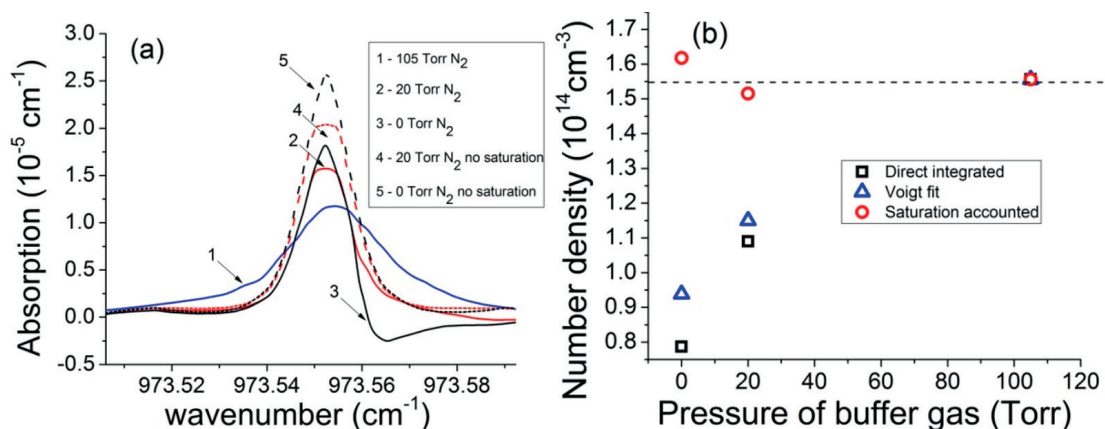 (a)
Absorption (10⁻⁵ cm⁻¹)
3.0
2.5
2.0
1.5
1.0
0.5
0.0
-0.5
5
4
2
1
3
1 - 105 Torr N₂
2 - 20 Torr N₂
3 - 0 Torr N₂
4 - 20 Torr N₂ no saturation
5 - 0 Torr N₂ no saturation
973.52 973.54 973.56 973.58
wavenumber (cm⁻¹)
(b)
Number density (10¹⁴cm⁻³)
1.7
1.6
1.5
1.4
1.3
1.2
1.1
1.0
0.9
0.8
Direct integrated
Voigt fit
Saturation accounted
0 20 40 60 80 100 120
Pressure of buffer gas (Torr)